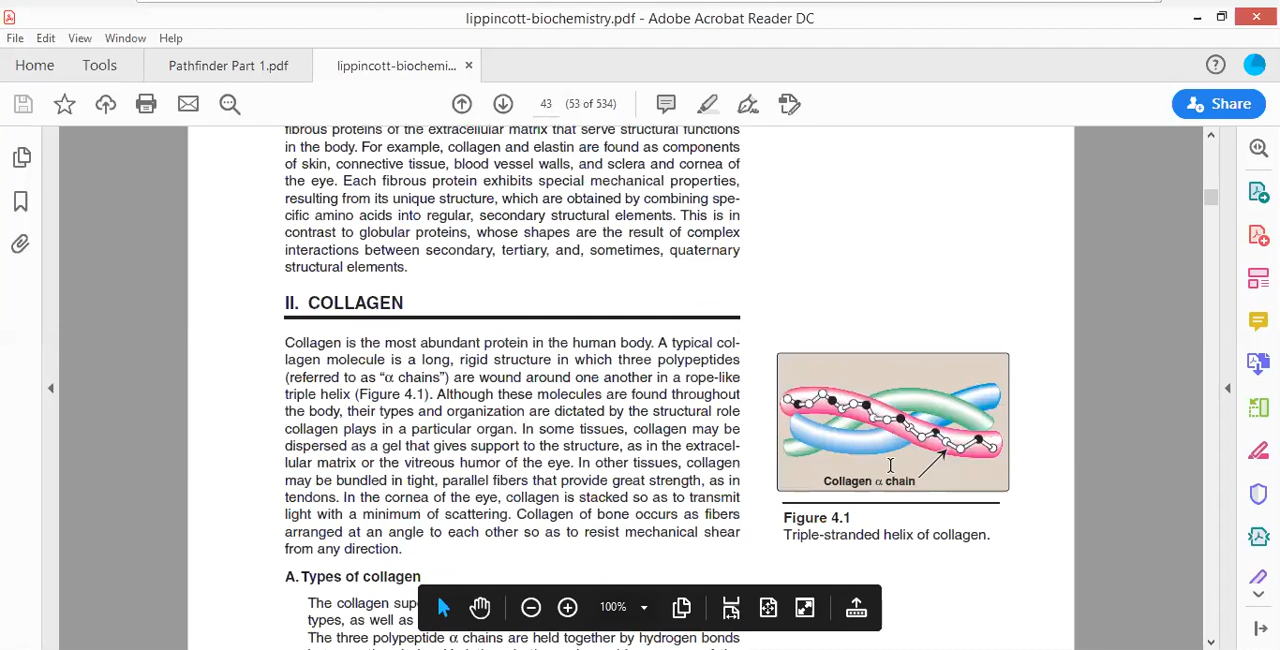 lippincott-biochemistry.pdf - Adobe Acrobat Reader DC
File Edit View Window Help
Home Tools Pathfinder Part 1.pdf lippincott-biochemi... ×
43 (53 of 534) Share
fibrous proteins of the extracellular matrix that serve structural functions
in the body. For example, collagen and elastin are found as components
of skin, connective tissue, blood vessel walls, and sclera and cornea of
the eye. Each fibrous protein exhibits special mechanical properties,
resulting from its unique structure, which are obtained by combining spe-
cific amino acids into regular, secondary structural elements. This is in
contrast to globular proteins, whose shapes are the result of complex
interactions between secondary, tertiary, and, sometimes, quaternary
structural elements.
II. COLLAGEN
Collagen is the most abundant protein in the human body. A typical col-
lagen molecule is a long, rigid structure in which three polypeptides
(referred to as “α chains”) are wound around one another in a rope-like
triple helix (Figure 4.1). Although these molecules are found throughout
the body, their types and organization are dictated by the structural role
collagen plays in a particular organ. In some tissues, collagen may be
dispersed as a gel that gives support to the structure, as in the extracel-
lular matrix or the vitreous humor of the eye. In other tissues, collagen
may be bundled in tight, parallel fibers that provide great strength, as in
tendons. In the cornea of the eye, collagen is stacked so as to transmit
light with a minimum of scattering. Collagen of bone occurs as fibers
arranged at an angle to each other so as to resist mechanical shear
from any direction.
A. Types of collagen
The collagen sup
types, as well as
The three polypeptide α chains are held together by hydrogen bonds
Collagen α chain
Figure 4.1
Triple-stranded helix of collagen.
100%